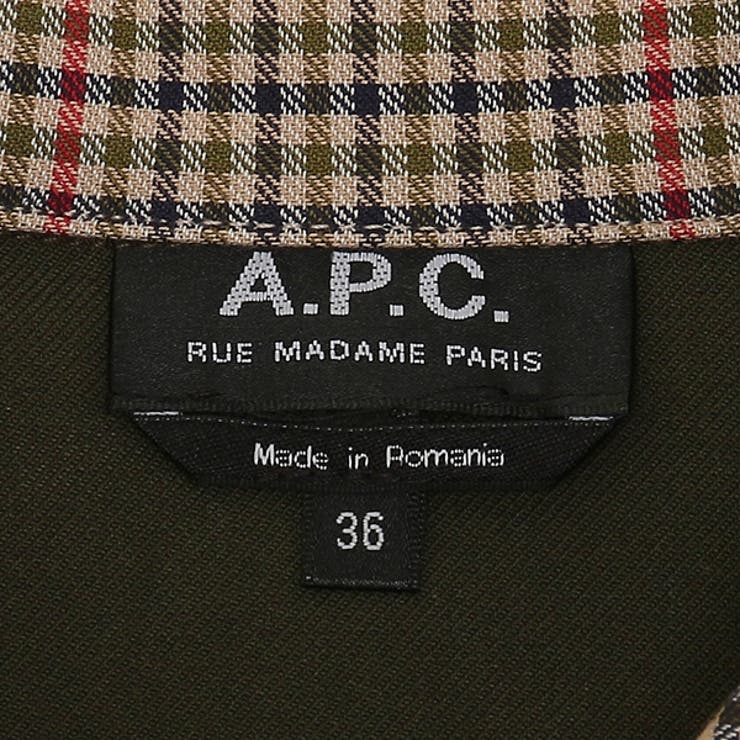 A.P.C.
RUE MADAME PARIS
Made in Romania
36